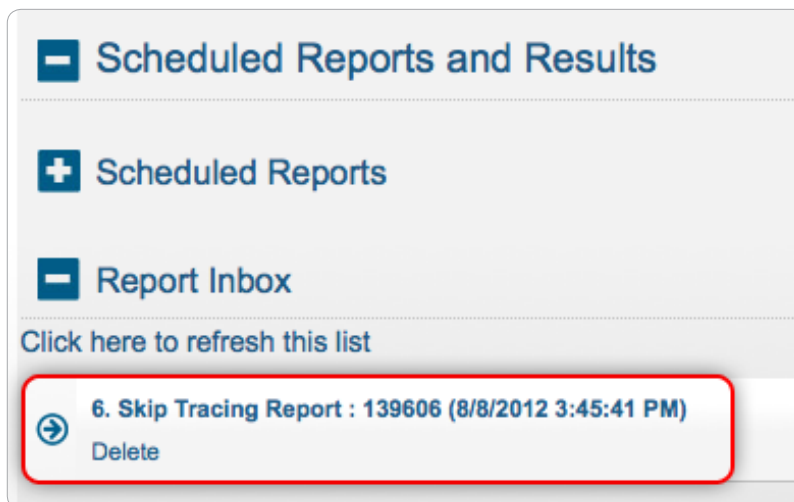 Scheduled Reports and Results
Scheduled Reports
Report Inbox
Click here to refresh this list
6. Skip Tracing Report : 139606 (8/8/2012 3:45:41 PM)
Delete